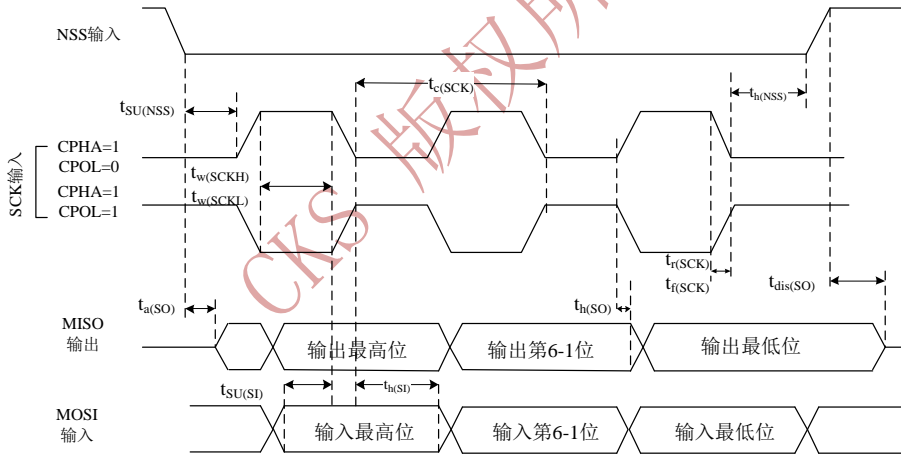 NSS输入
tc(SCK)
th(NSS)
tSU(NSS)
SCK输入
CPHA=1
CPOL=0
CPHA=1
CPOL=1
tw(SCKH)
tw(SCKL)
tr(SCK)
tf(SCK)
ta(SO)
th(SO)
tdis(SO)
MISO
输出
输出最高位
输出第6-1位
输出最低位
tSU(SI)
th(SI)
MOSI
输入
输入最高位
输入第6-1位
输入最低位
CKS 版权所